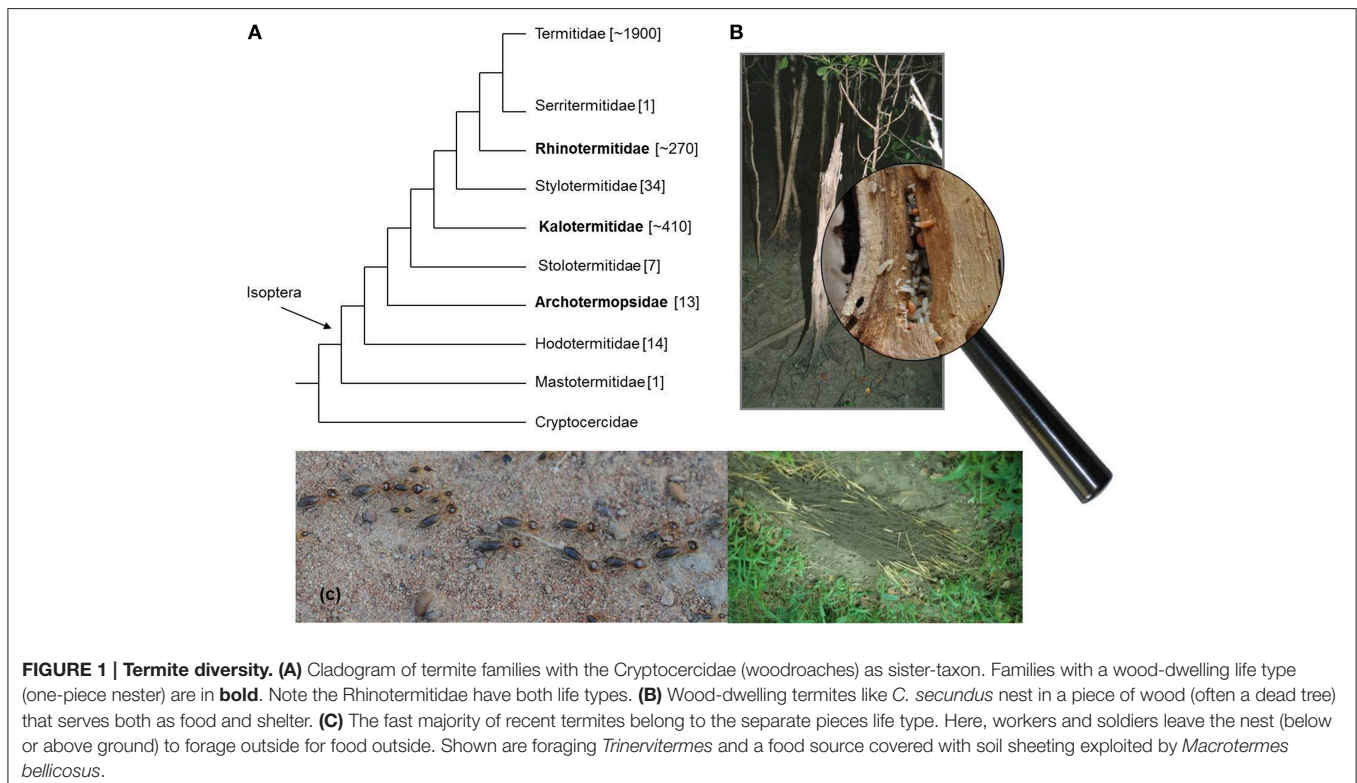 A
B
Termitidae [~1900]
Serritermitidae [1]
Rhinotermitidae [~270]
Stylotermitidae [34]
Kalotermitidae [~410]
Stolotermitidae [7]
Isoptera
Archotermopsidae [13]
Hodotermitidae [14]
Mastotermitidae [1]
Cryptocercidae
(c)
FIGURE 1 | Termite diversity. (A) Cladogram of termite families with the Cryptocercidae (woodroaches) as sister-taxon. Families with a wood-dwelling life type
(one-piece nester) are in bold. Note the Rhinotermitidae have both life types. (B) Wood-dwelling termites like C. secundus nest in a piece of wood (often a dead tree)
that serves both as food and shelter. (C) The fast majority of recent termites belong to the separate pieces life type. Here, workers and soldiers leave the nest (below
or above ground) to forage outside for food outside. Shown are foraging Trinervitermes and a food source covered with soil sheeting exploited by Macrotermes
bellicosus.